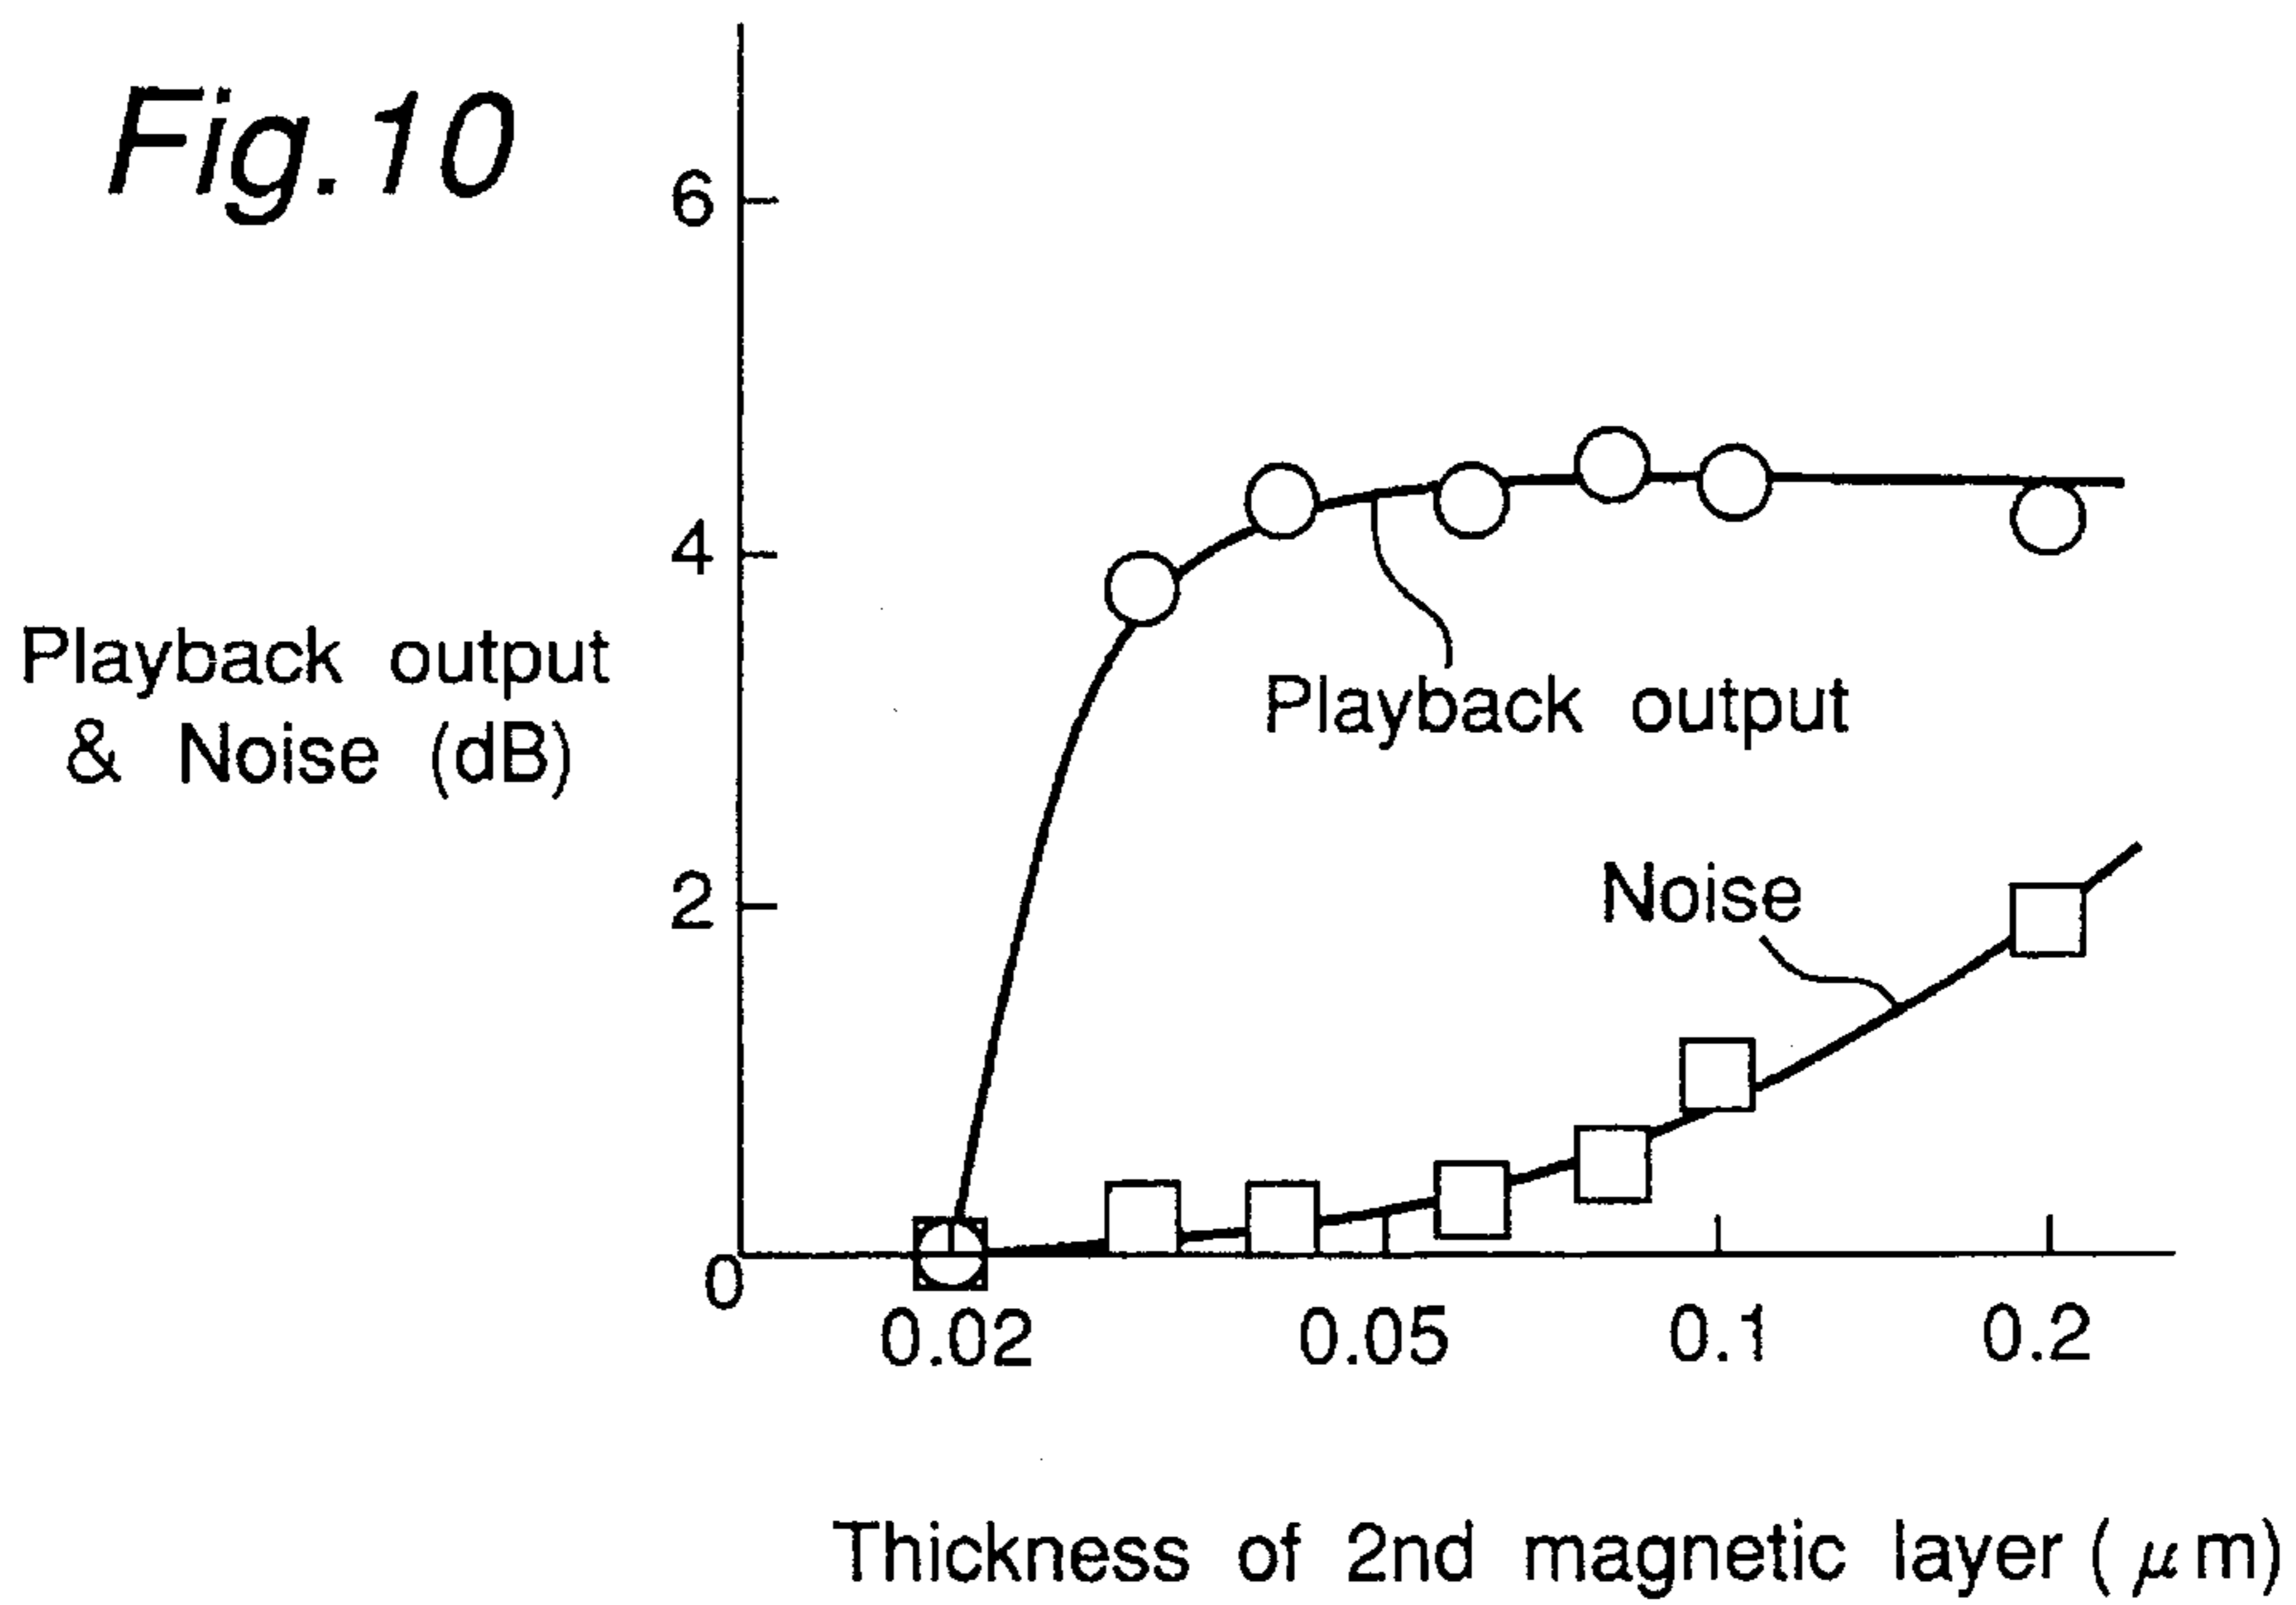 Fig.10
6
4
2
0
Playback output
& Noise (dB)
Playback output
Noise
0.02 0.05 0.1 0.2
Thickness of 2nd magnetic layer (μm)